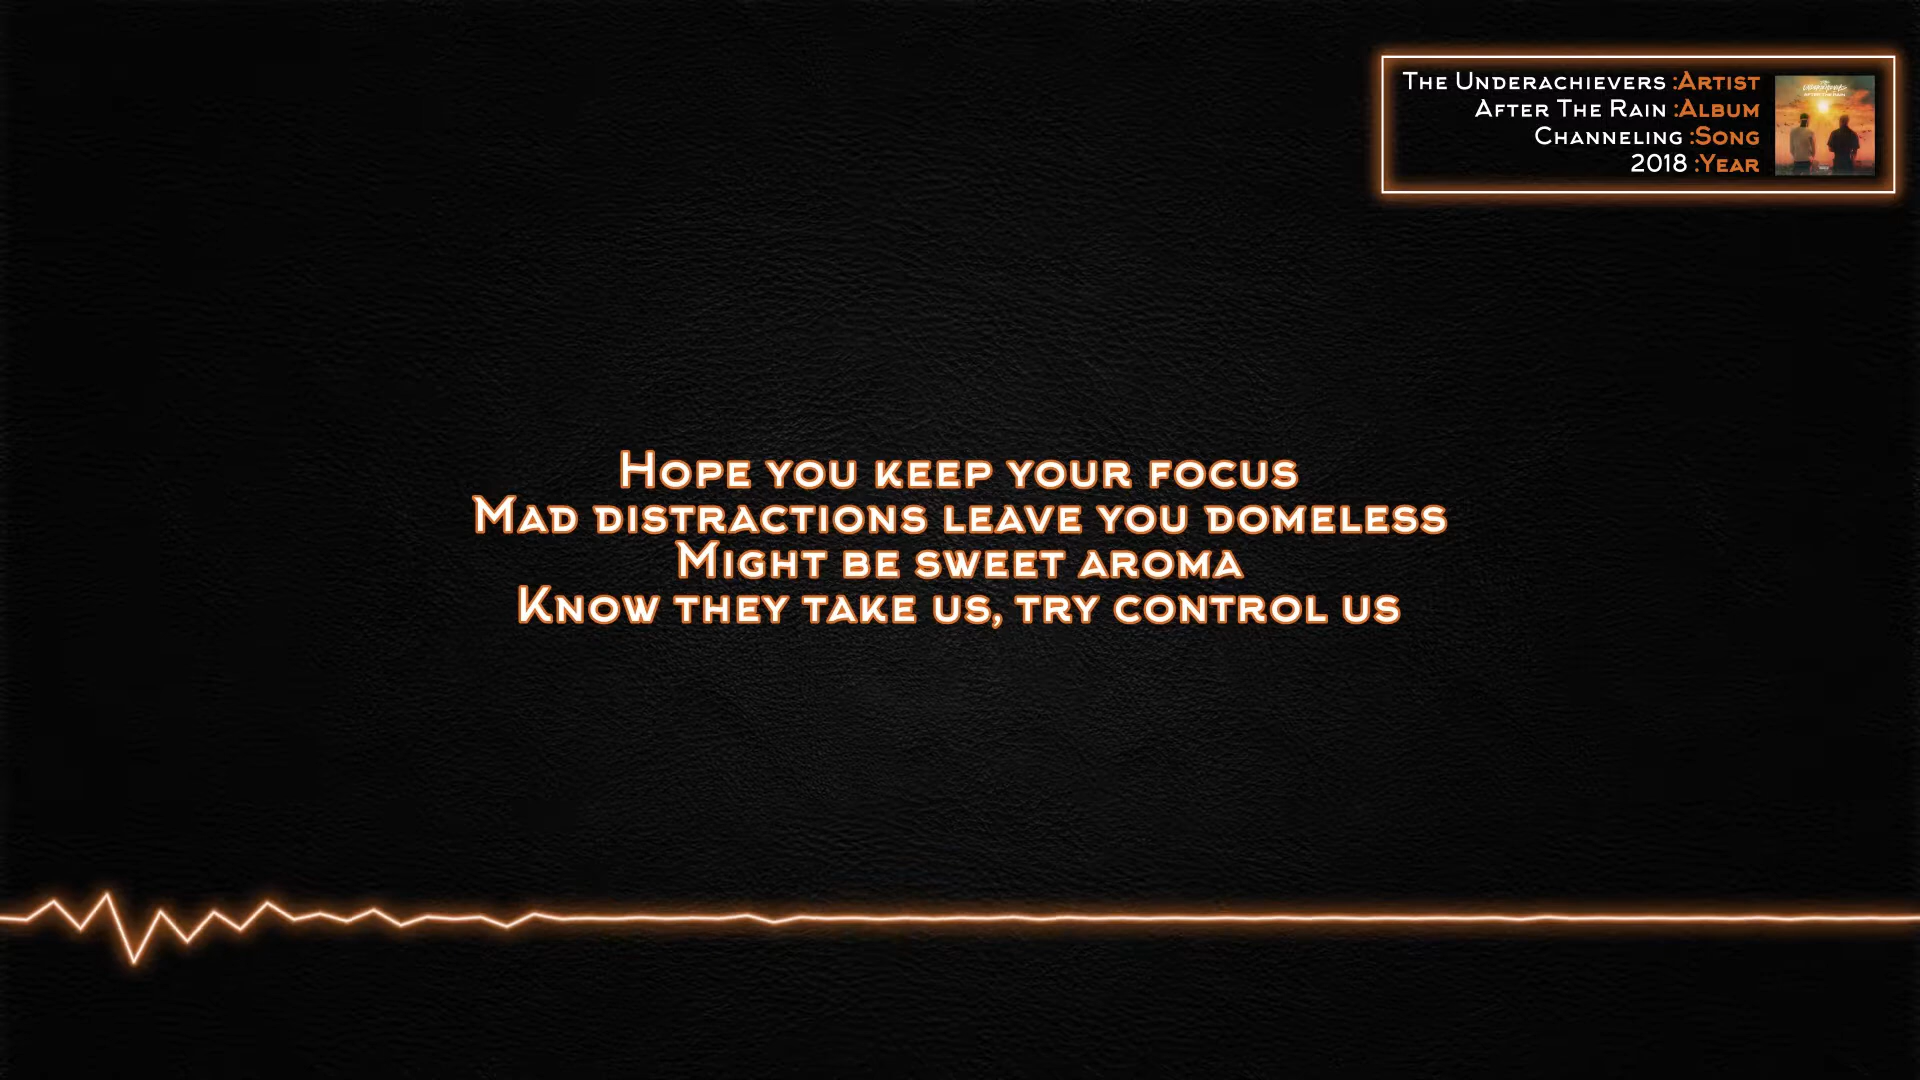 The Underachievers :Artist
After The Rain :Album
Channeling :Song
2018 :Year
Hope you keep your focus
Mad distractions leave you domeless
Might be sweet aroma
Know they take us, try control us